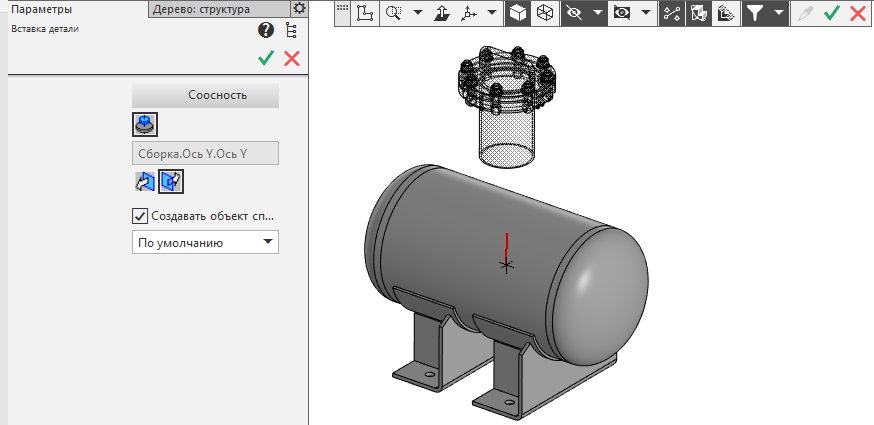 Параметры
Дерево: структура
Вставка детали
Соосность
Сборка.Ось Y.Ось Y
Создавать объект сп...
По умолчанию